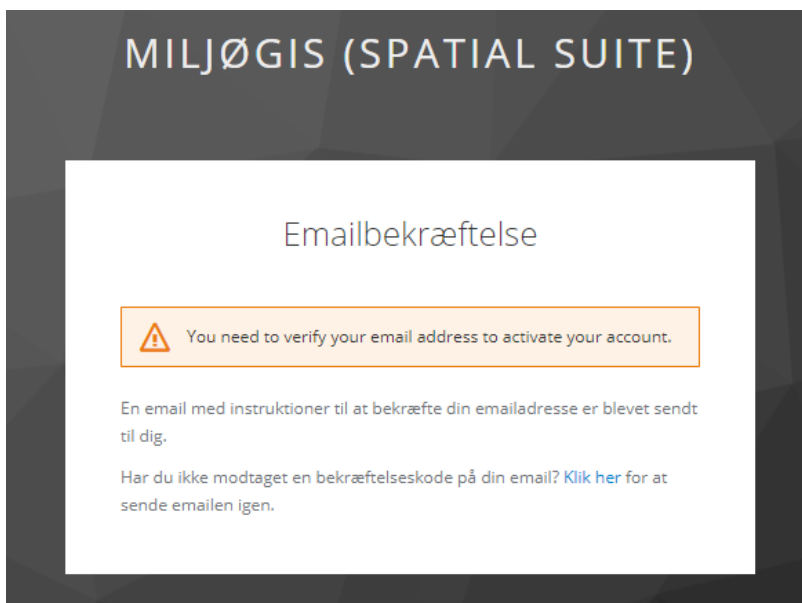 MILJØGIS (SPATIAL SUITE)
Emailbekræftelse
You need to verify your email address to activate your account.
En email med instruktioner til at bekræfte din emailadresse er blevet sendt
til dig.
Har du ikke modtaget en bekræftelseskode på din email? Klik her for at
sende emailen igen.